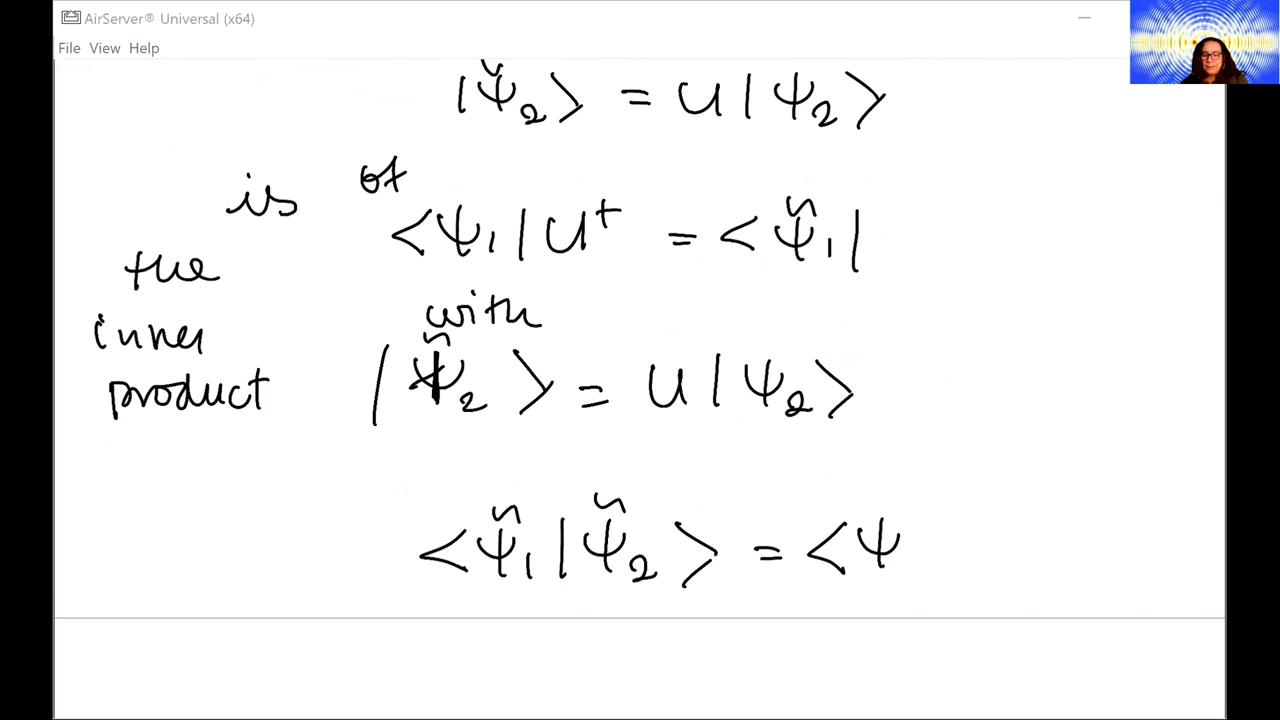 AirServer® Universal (x64)
File View Help
|ψ̃₂⟩ = U|ψ₂⟩
is of
⟨ψ₁|U† = ⟨ψ̃₁|
the
inner with
product |ψ̃₂⟩ = U|ψ₂⟩
⟨ψ̃₁|ψ̃₂⟩ = ⟨ψ